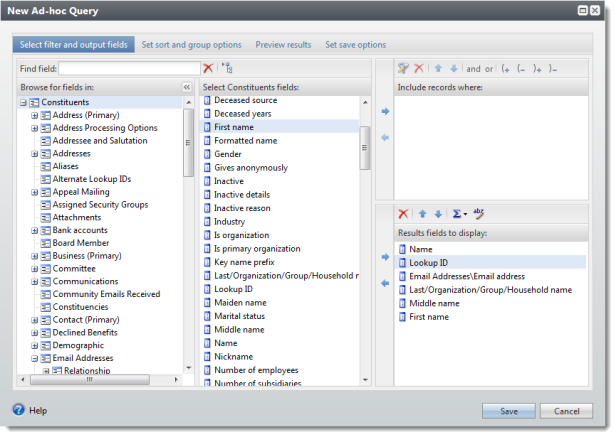 New Ad-hoc Query
Select filter and output fields
Set sort and group options
Preview results
Set save options
Find field:
Browse for fields in:
Constituents
Address (Primary)
Address Processing Options
Addressee and Salutation
Addresses
Aliases
Alternate Lookup IDs
Appeal Mailing
Assigned Security Groups
Attachments
Bank accounts
Board Member
Business (Primary)
Committee
Communications
Community Emails Received
Constituencies
Contact (Primary)
Declined Benefits
Demographic
Email Addresses
Relationship
Select Constituents fields:
Deceased source
Deceased years
First name
Formatted name
Gender
Gives anonymously
Inactive
Inactive details
Inactive reason
Industry
Is organization
Is primary organization
Key name prefix
Last/Organization/Group/Household r
Lookup ID
Maiden name
Marital status
Middle name
Name
Nickname
Number of employees
Number of subsidiaries
and or (+ (− )+ )−
Include records where:
Σ abz
Results fields to display:
Name
Lookup ID
Email Addresses\Email address
Last/Organization/Group/Household name
Middle name
First name
Help
Save
Cancel